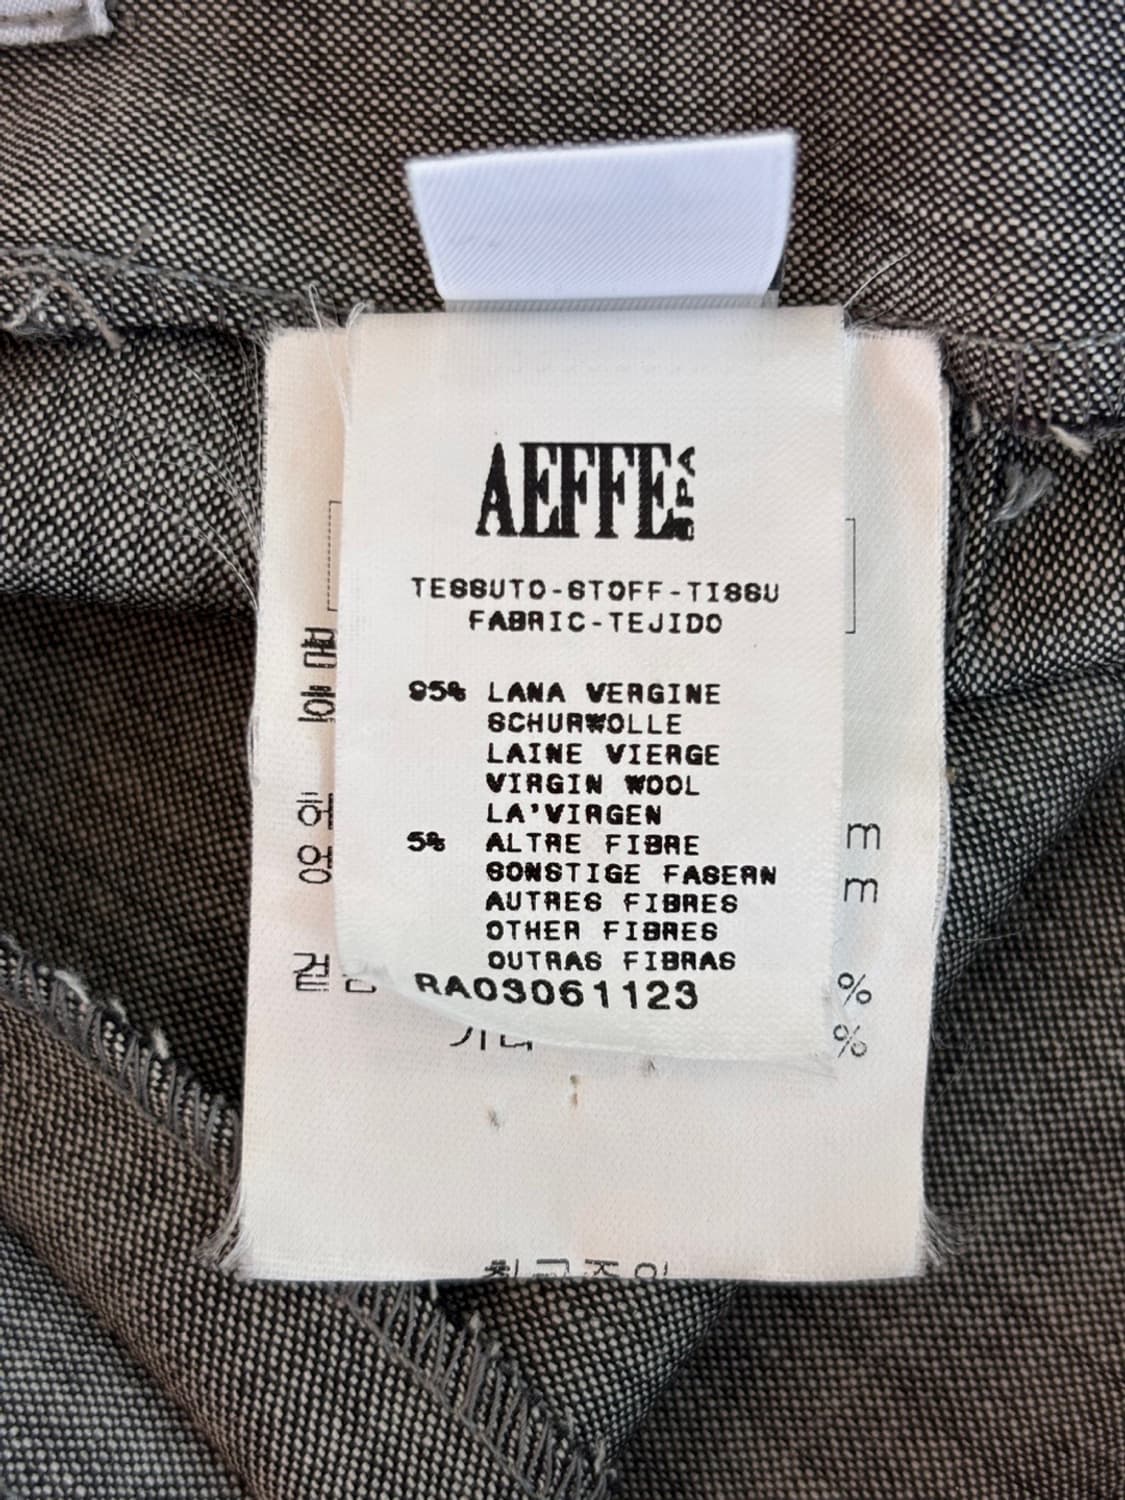 AEFFE SPA
TESSUTO-STOFF-TISSU
FABRIC-TEJIDO
95% LANA VERGINE
SCHURWOLLE
LAINE VIERGE
VIRGIN WOOL
LA'VIRGEN
5% ALTRE FIBRE
SONSTIGE FASERN
AUTRES FIBRES
OTHER FIBRES
OUTRAS FIBRAS
RA03061123
m
m
%
%